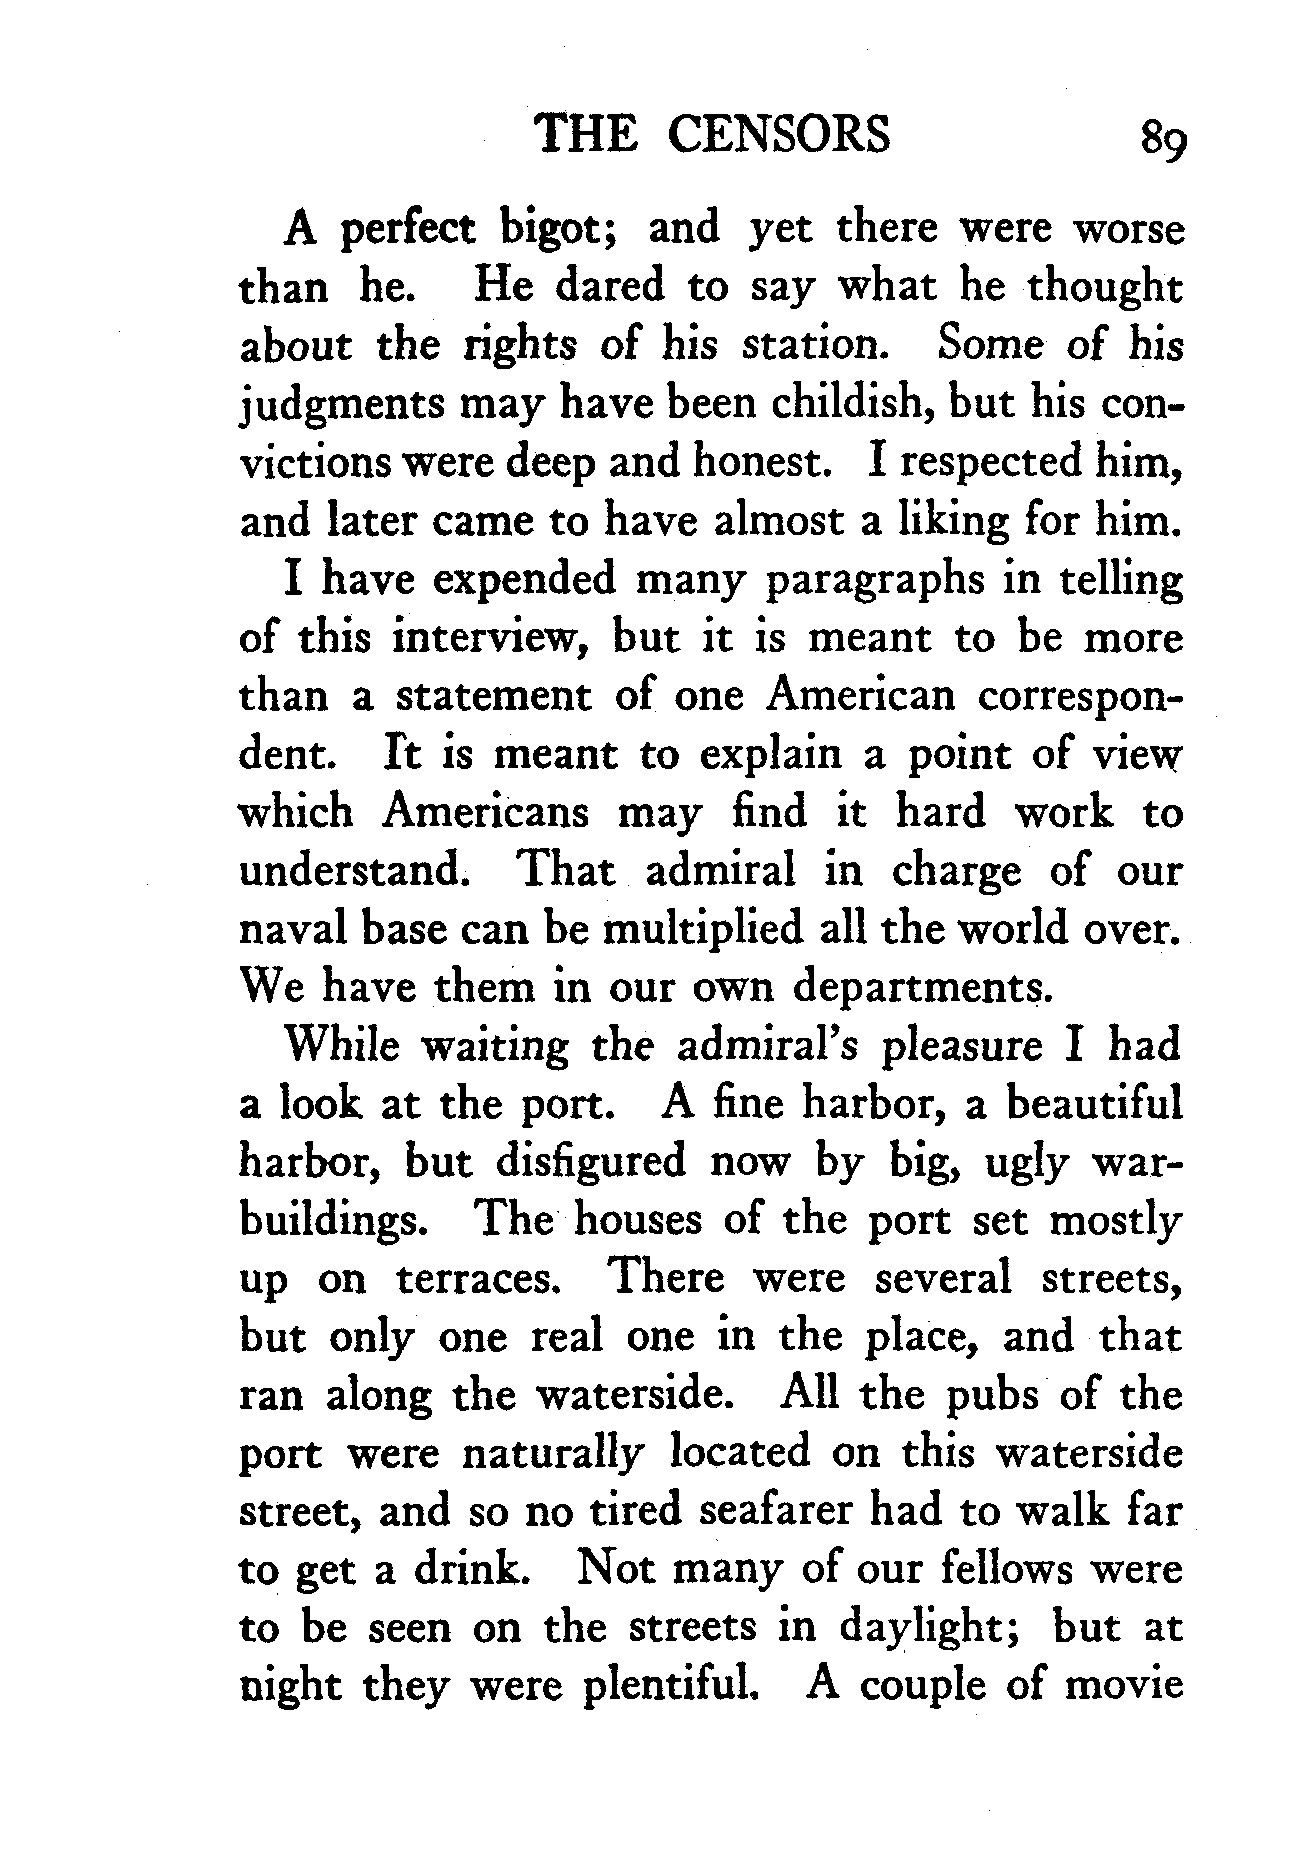 THE CENSORS 89
A perfect bigot; and yet there were worse
than he. He dared to say what he thought
about the rights of his station. Some of his
judgments may have been childish, but his con-
victions were deep and honest. I respected him,
and later came to have almost a liking for him.
I have expended many paragraphs in telling
of this interview, but it is meant to be more
than a statement of one American correspon-
dent. It is meant to explain a point of view
which Americans may find it hard work to
understand. That admiral in charge of our
naval base can be multiplied all the world over.
We have them in our own departments.
While waiting the admiral's pleasure I had
a look at the port. A fine harbor, a beautiful
harbor, but disfigured now by big, ugly war-
buildings. The houses of the port set mostly
up on terraces. There were several streets,
but only one real one in the place, and that
ran along the waterside. All the pubs of the
port were naturally located on this waterside
street, and so no tired seafarer had to walk far
to get a drink. Not many of our fellows were
to be seen on the streets in daylight; but at
night they were plentiful. A couple of movie